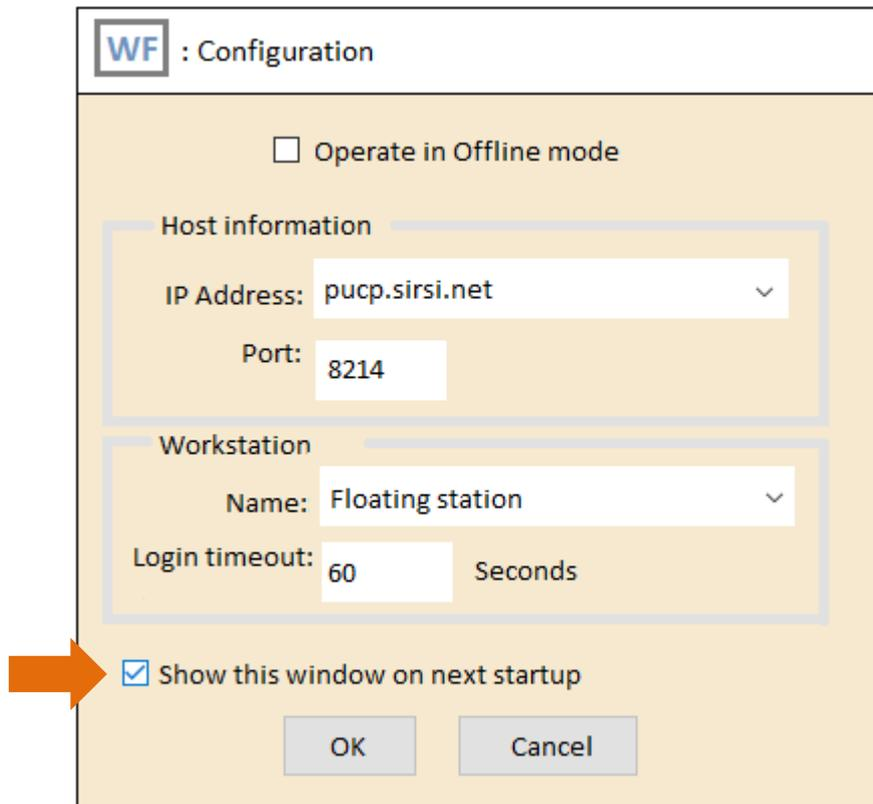 WF : Configuration
Operate in Offline mode
Host information
IP Address: pucp.sirsi.net
Port: 8214
Workstation
Name: Floating station
Login timeout: 60 Seconds
Show this window on next startup
OK Cancel